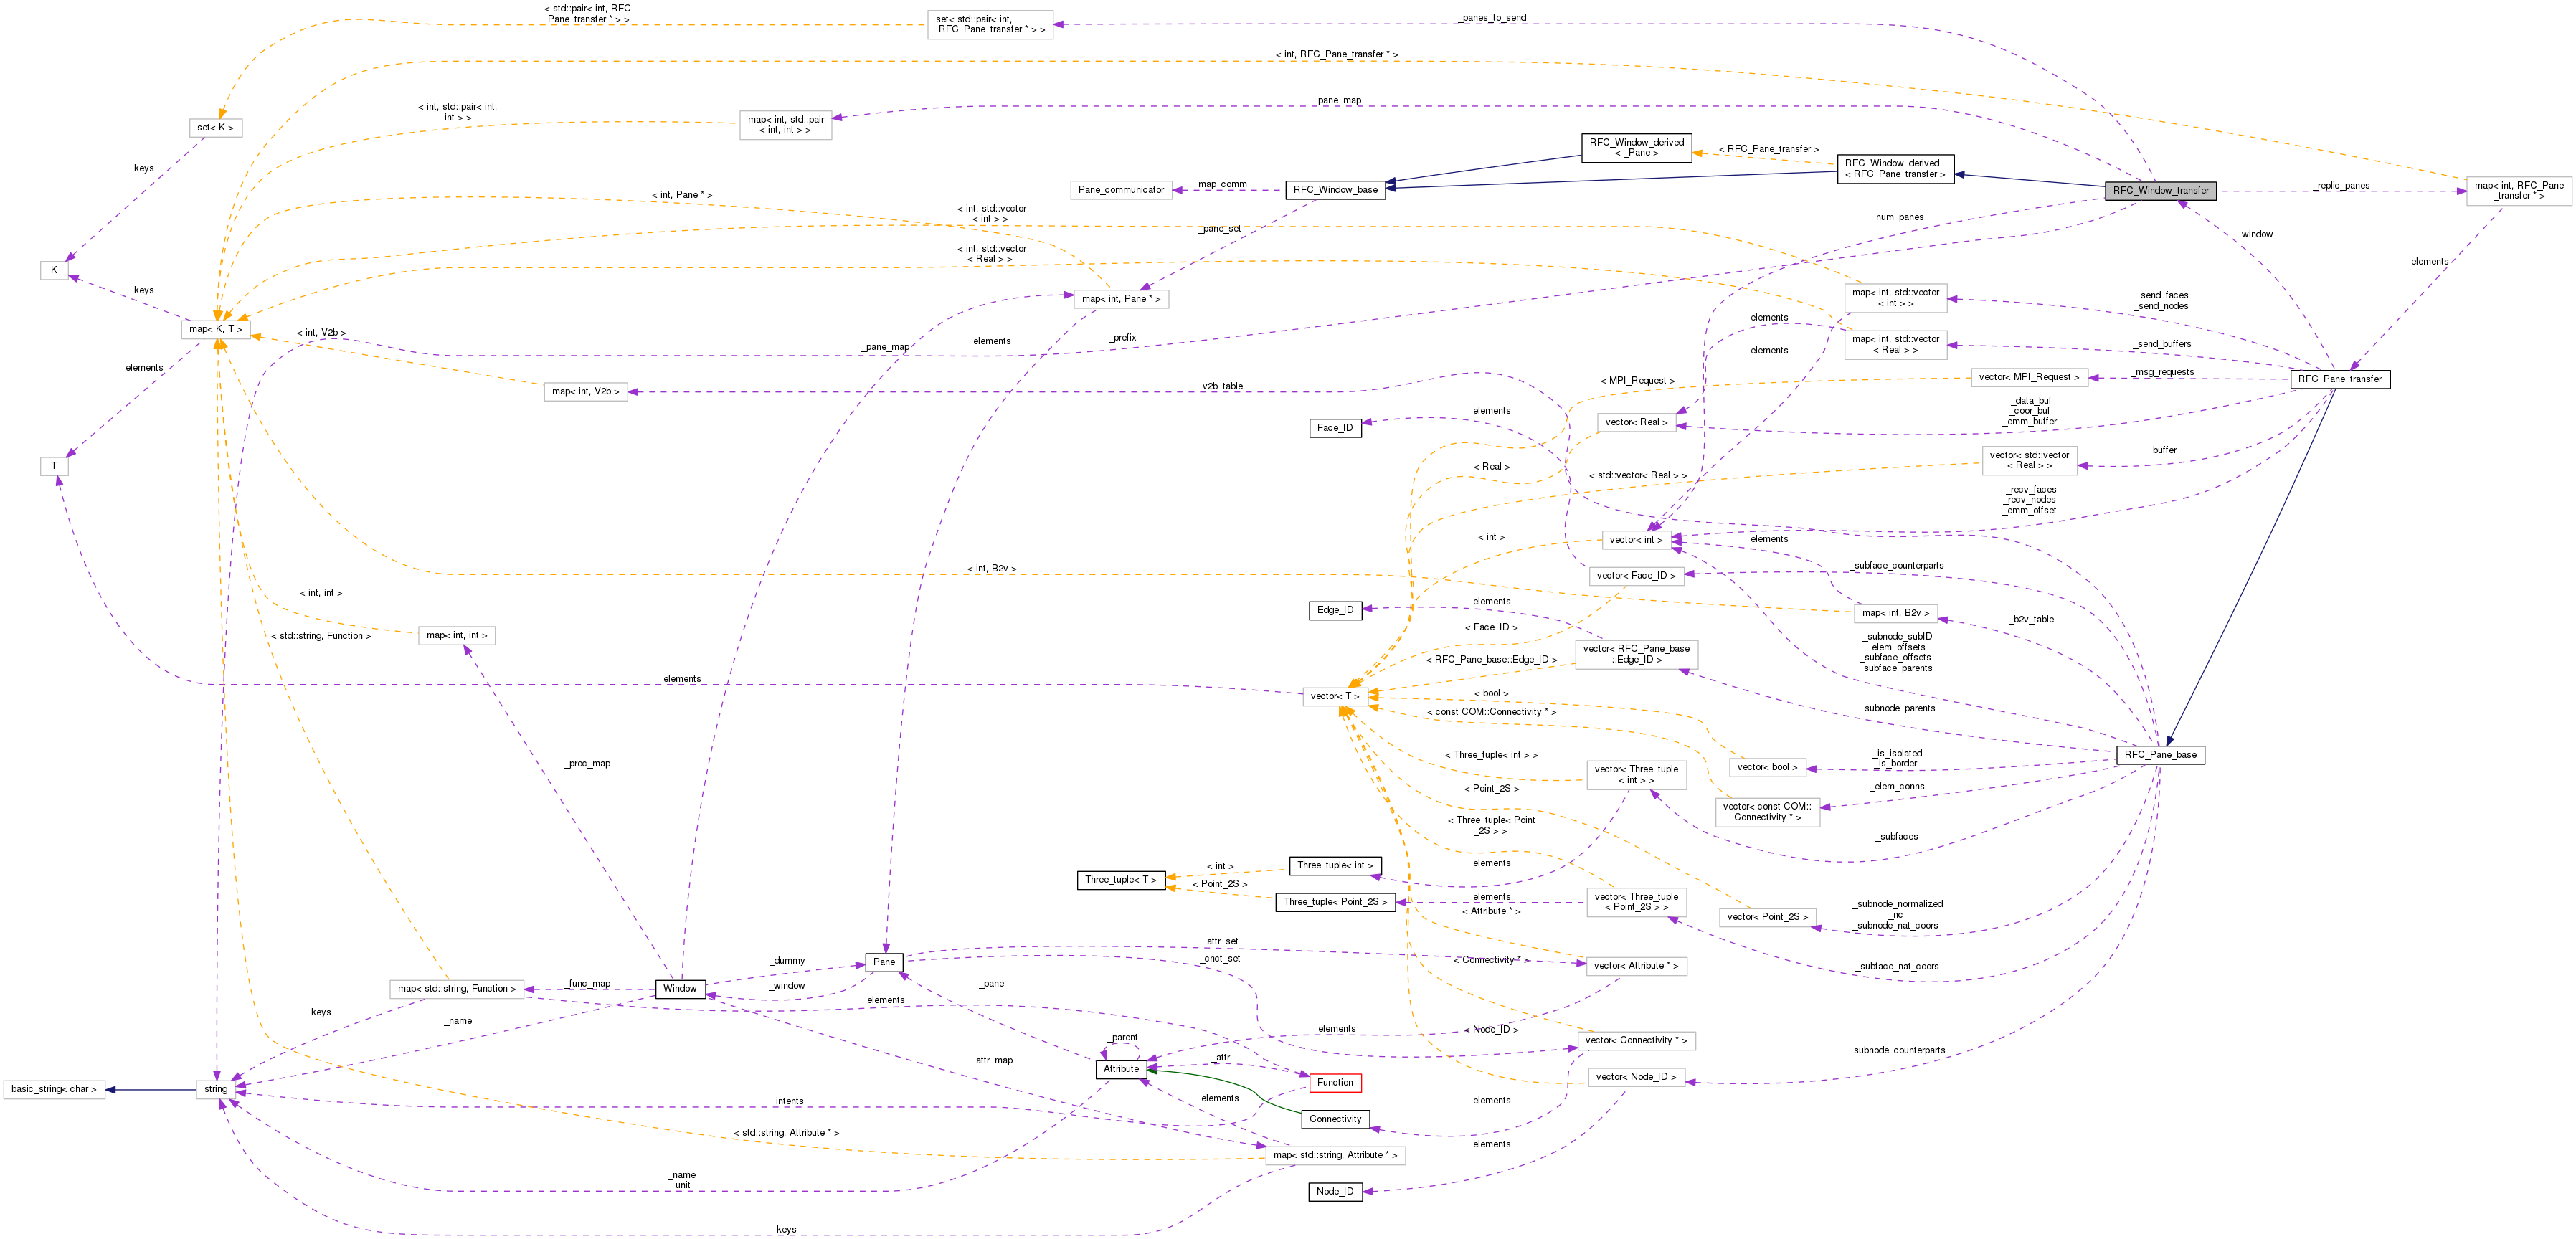 < std::pair< int, RFC
_Pane_transfer * > >
set< std::pair< int,
RFC_Pane_transfer * > >
_panes_to_send
< int, RFC_Pane_transfer * >
< int, std::pair< int,
int > >
map< int, std::pair
< int, int > >
_pane_map
set< K >
RFC_Window_derived
< _Pane >
< RFC_Pane_transfer >
RFC_Window_derived
< RFC_Pane_transfer >
keys
Pane_communicator
_map_comm
RFC_Window_base
RFC_Window_transfer
_replic_panes
map< int, RFC_Pane
_transfer * >
< int, Pane * >
< int, std::vector
< int > >
_pane_set
_num_panes
_window
K
keys
< int, std::vector
< Real > >
elements
map< int, Pane * >
map< int, std::vector
< int > >
_send_faces
_send_nodes
map< K, T >
< int, V2b >
elements
_prefix
elements
map< int, std::vector
< Real > >
_send_buffers
_pane_map
elements
elements
map< int, V2b >
_v2b_table
< MPI_Request >
vector< MPI_Request >
_msg_requests
RFC_Pane_transfer
Face_ID
elements
vector< Real >
_data_buf
_coor_buf
_emm_buffer
T
< Real >
< std::vector< Real > >
vector< std::vector
< Real > >
_buffer
_recv_faces
_recv_nodes
_emm_offset
< int >
vector< int >
elements
< int, B2v >
vector< Face_ID >
_subface_counterparts
< int, int >
Edge_ID
elements
map< int, B2v >
_b2v_table
< std::string, Function >
map< int, int >
< Face_ID >
vector< RFC_Pane_base
::Edge_ID >
_subnode_subID
_elem_offsets
_subface_offsets
_subface_parents
< RFC_Pane_base::Edge_ID >
elements
vector< T >
< bool >
< const COM::Connectivity * >
_subnode_parents
_proc_map
< Three_tuple< int > >
vector< Three_tuple
< int > >
vector< bool >
_is_isolated
_is_border
RFC_Pane_base
< Point_2S >
vector< const COM::
Connectivity * >
_elem_conns
< Three_tuple< Point
_2S > >
_subfaces
Three_tuple< T >
< int >
Three_tuple< int >
elements
< Point_2S >
Three_tuple< Point_2S >
elements
vector< Three_tuple
< Point_2S > >
vector< Point_2S >
_subnode_normalized
_nc
_subnode_nat_coors
< Attribute * >
_attr_set
_dummy
Pane
_cnct_set
< Connectivity * >
vector< Attribute * >
_subface_nat_coors
map< std::string, Function >
_func_map
Window
_window
_pane
elements
keys
_name
elements
< Node_ID >
vector< Connectivity * >
_parent
_attr
_attr_map
Attribute
_subnode_counterparts
basic_string< char >
string
Function
vector< Node_ID >
_intents
elements
Connectivity
elements
< std::string, Attribute * >
map< std::string, Attribute * >
elements
_name
_unit
Node_ID
keys